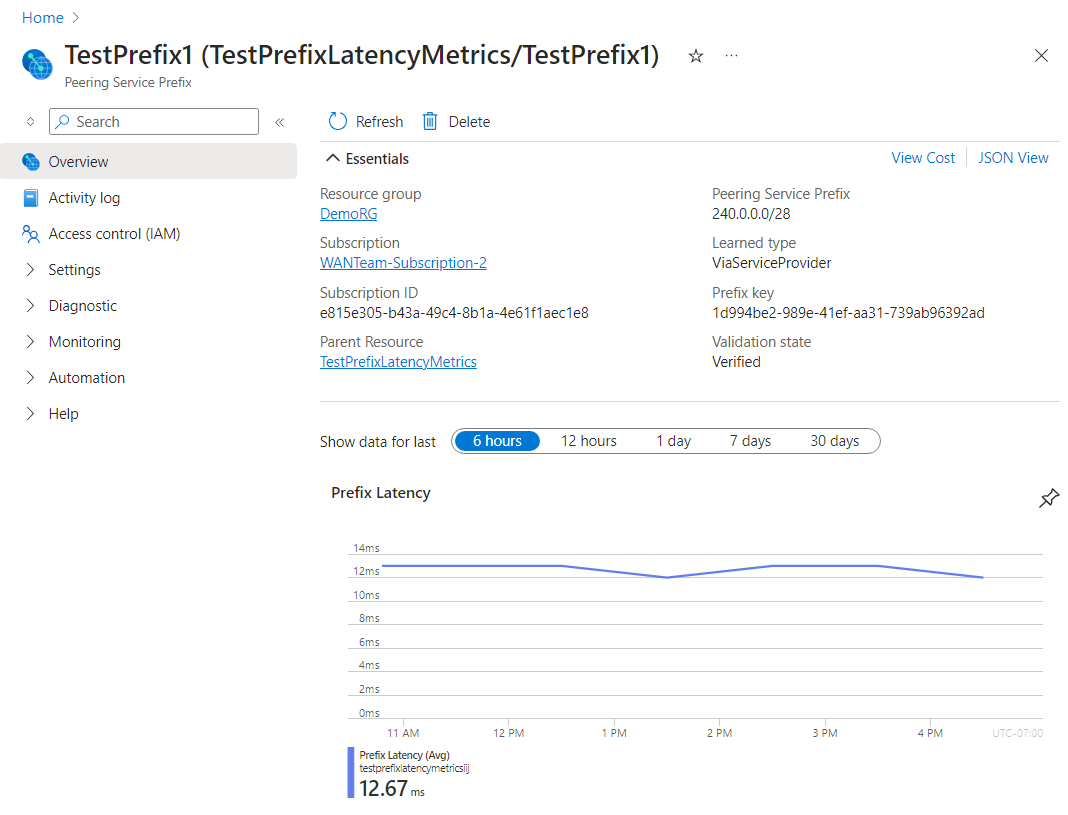 Home
TestPrefix1 (TestPrefixLatencyMetrics/TestPrefix1)
Peering Service Prefix
Search
Overview
Activity log
Access control (IAM)
Settings
Diagnostic
Monitoring
Automation
Help
Refresh
Delete
Essentials
View Cost
JSON View
Resource group
DemoRG
Subscription
WANTeam-Subscription-2
Subscription ID
e815e305-b43a-49c4-8b1a-4e61f1aec1e8
Parent Resource
TestPrefixLatencyMetrics
Peering Service Prefix
240.0.0.0/28
Learned type
ViaServiceProvider
Prefix key
1d994be2-989e-41ef-aa31-739ab96392ad
Validation state
Verified
Show data for last 6 hours 12 hours 1 day 7 days 30 days
Prefix Latency
14ms
12ms
10ms
8ms
6ms
4ms
2ms
0ms
11 AM 12 PM 1 PM 2 PM 3 PM 4 PM UTC-07:00
Prefix Latency (Avg)
testprefixlatencymetricsiij
12.67 ms